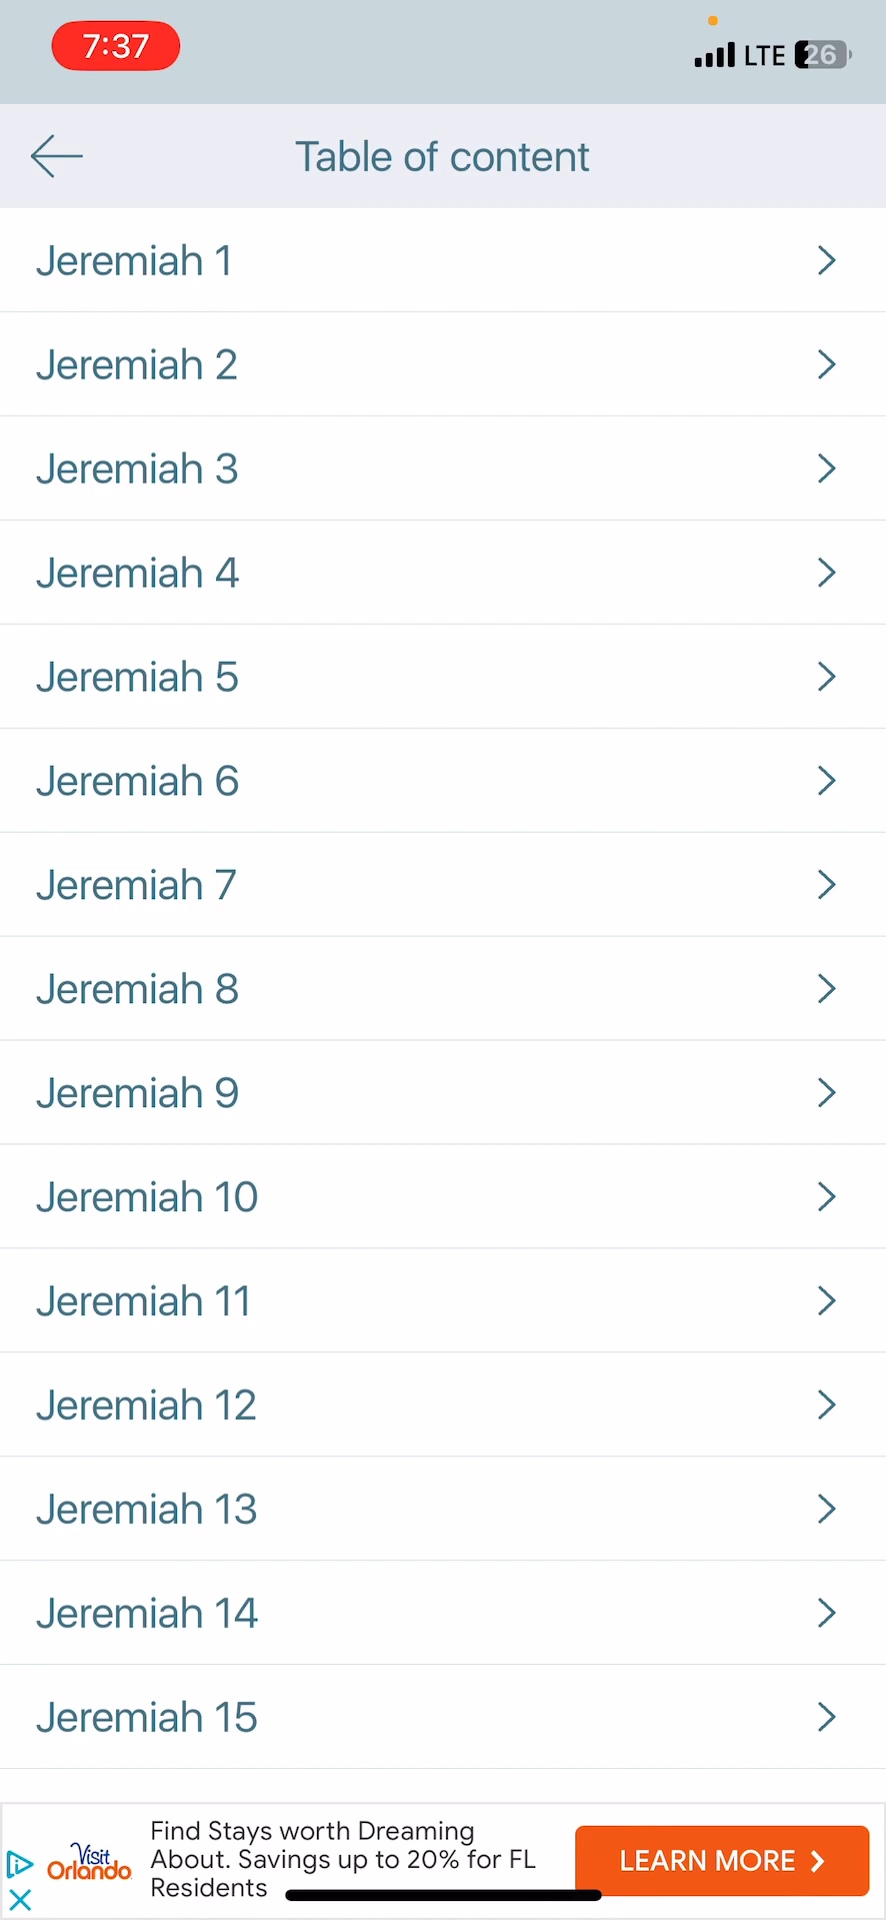 7:37
LTE 26
Table of content
Jeremiah 1
Jeremiah 2
Jeremiah 3
Jeremiah 4
Jeremiah 5
Jeremiah 6
Jeremiah 7
Jeremiah 8
Jeremiah 9
Jeremiah 10
Jeremiah 11
Jeremiah 12
Jeremiah 13
Jeremiah 14
Jeremiah 15
Visit
Orlando
Find Stays worth Dreaming
About. Savings up to 20% for FL
Residents
LEARN MORE